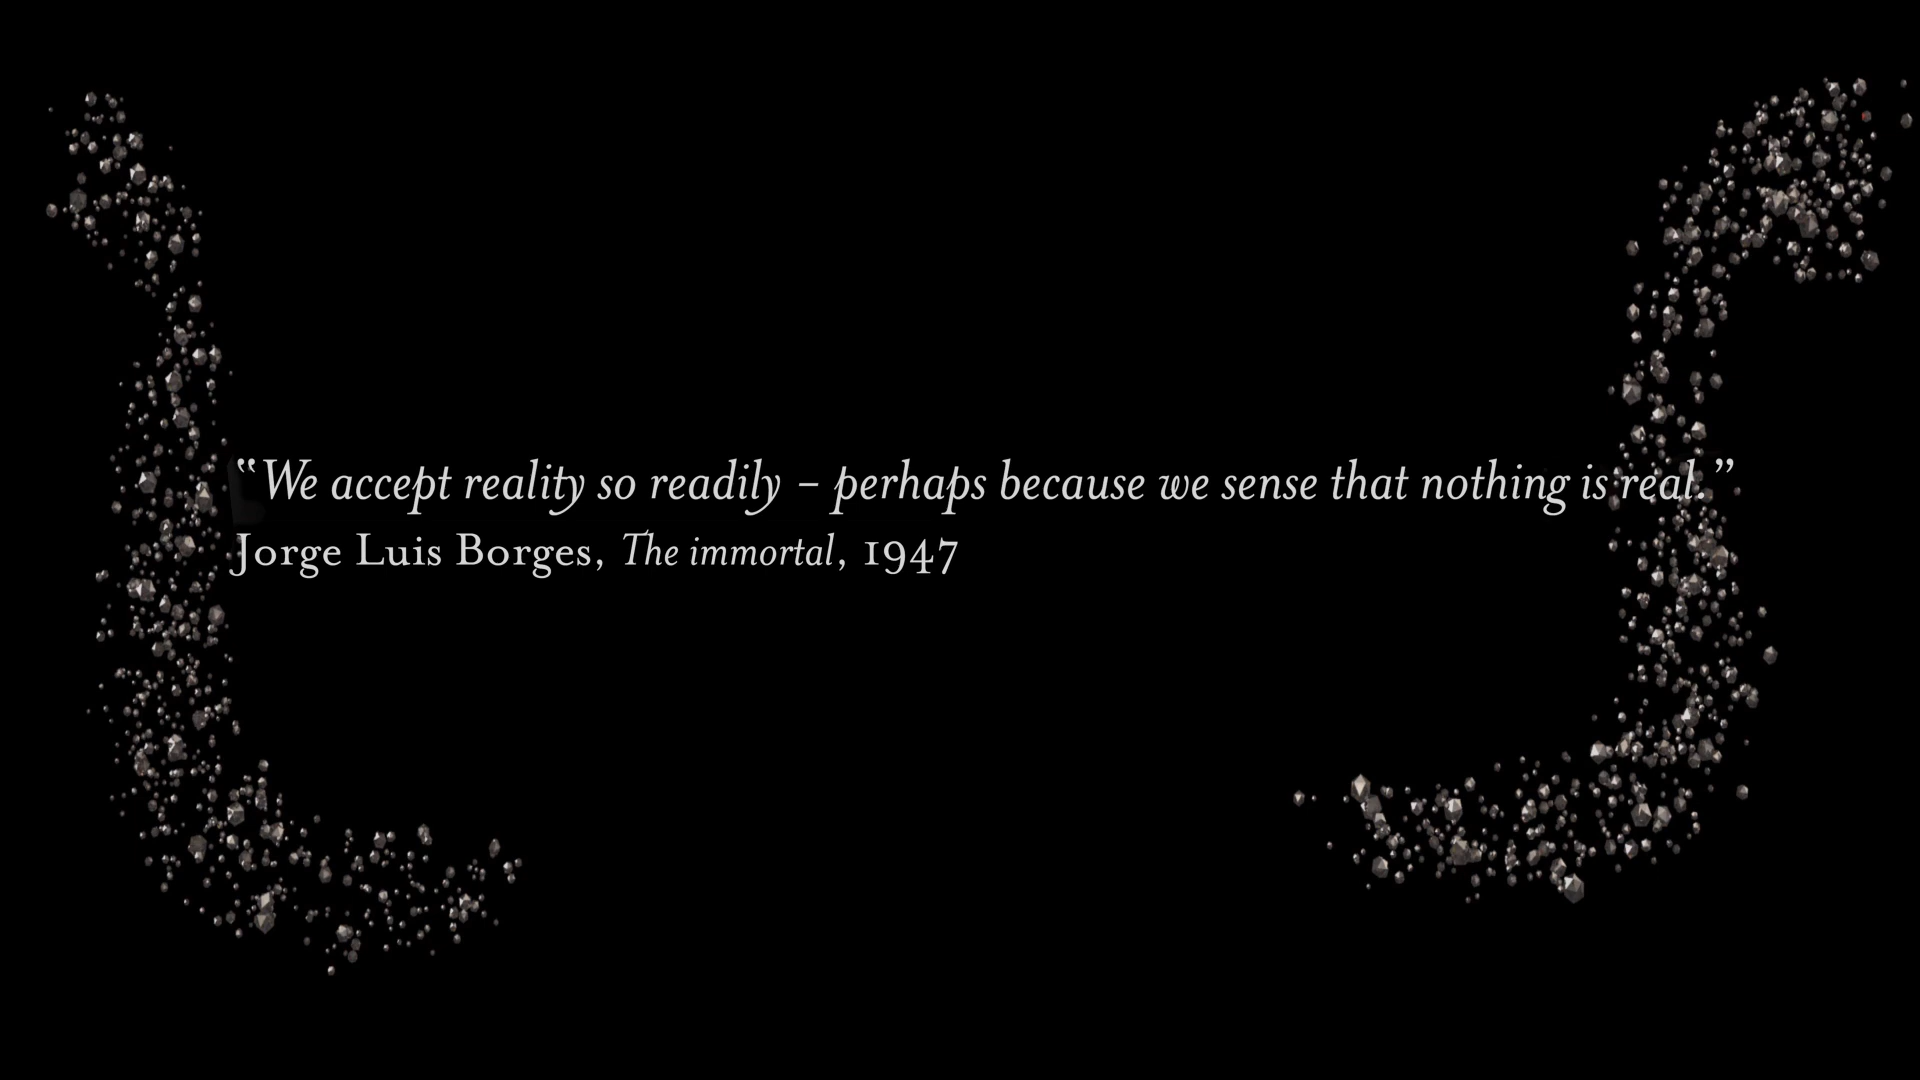 “We accept reality so readily – perhaps because we sense that nothing is real.”
Jorge Luis Borges, The immortal, 1947